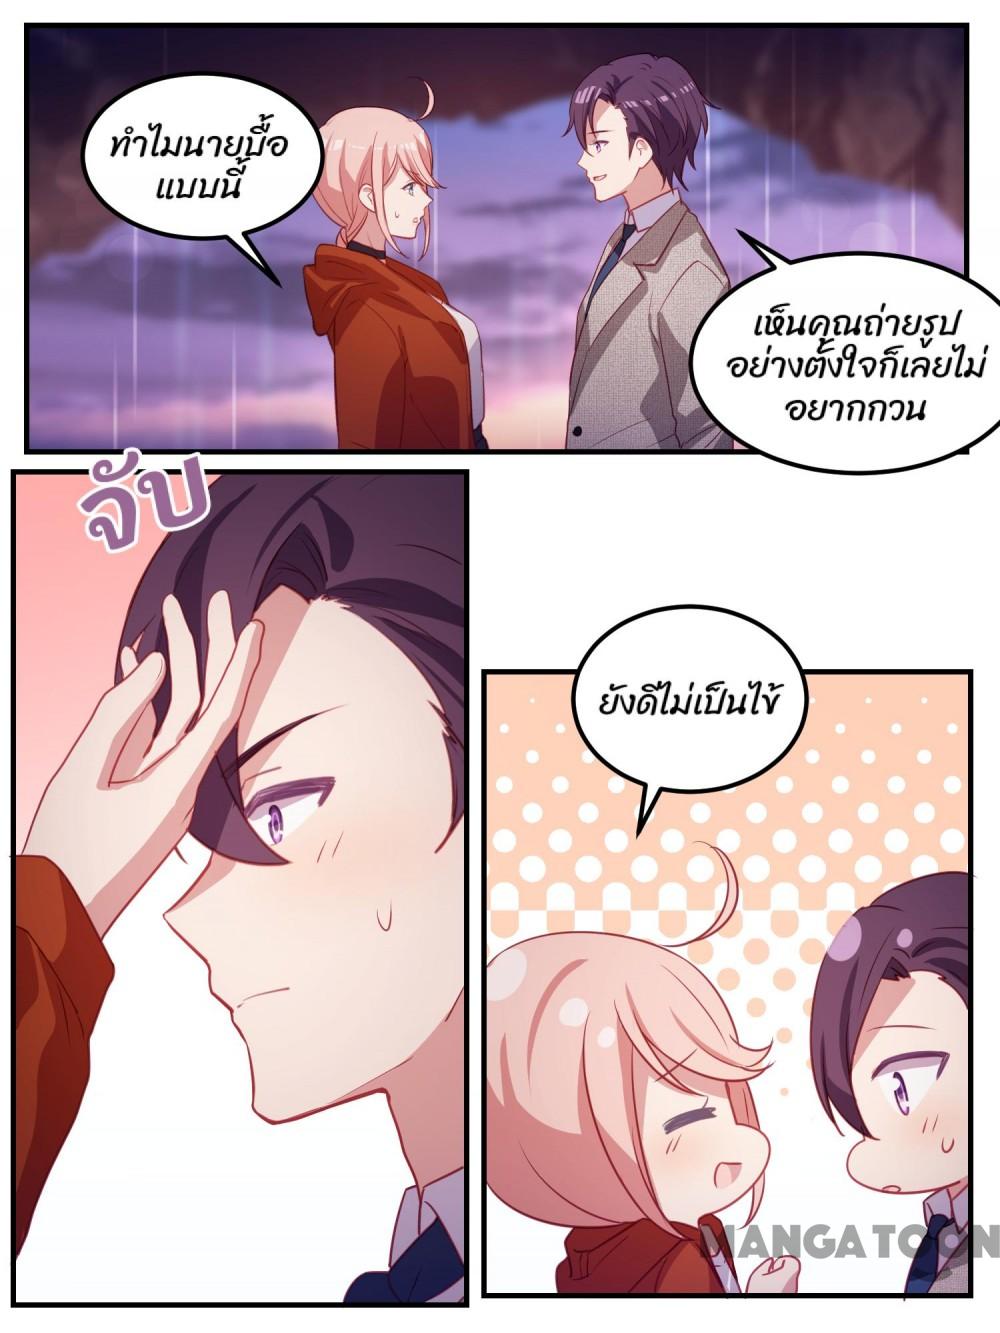 ทำไมนายบื้อ
แบบนี้
เห็นคุณถ่ายรูป
อย่างตั้งใจก็เลยไม่
อยากกวน
จับ
ยังดีไม่เป็นไข้
MANGATOON